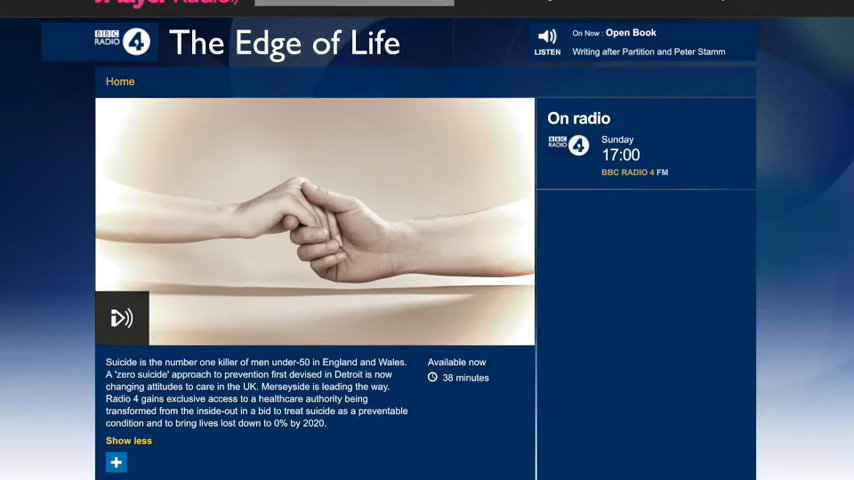 BBC
RADIO 4
The Edge of Life
LISTEN
On Now : Open Book
Writing after Partition and Peter Stamm
Home
On radio
BBC
RADIO 4
Sunday
17:00
BBC RADIO 4 FM
Suicide is the number one killer of men under-50 in England and Wales.
A 'zero suicide' approach to prevention first devised in Detroit is now
changing attitudes to care in the UK. Merseyside is leading the way.
Radio 4 gains exclusive access to a healthcare authority being
transformed from the inside-out in a bid to treat suicide as a preventable
condition and to bring lives lost down to 0% by 2020.
Show less
Available now
38 minutes